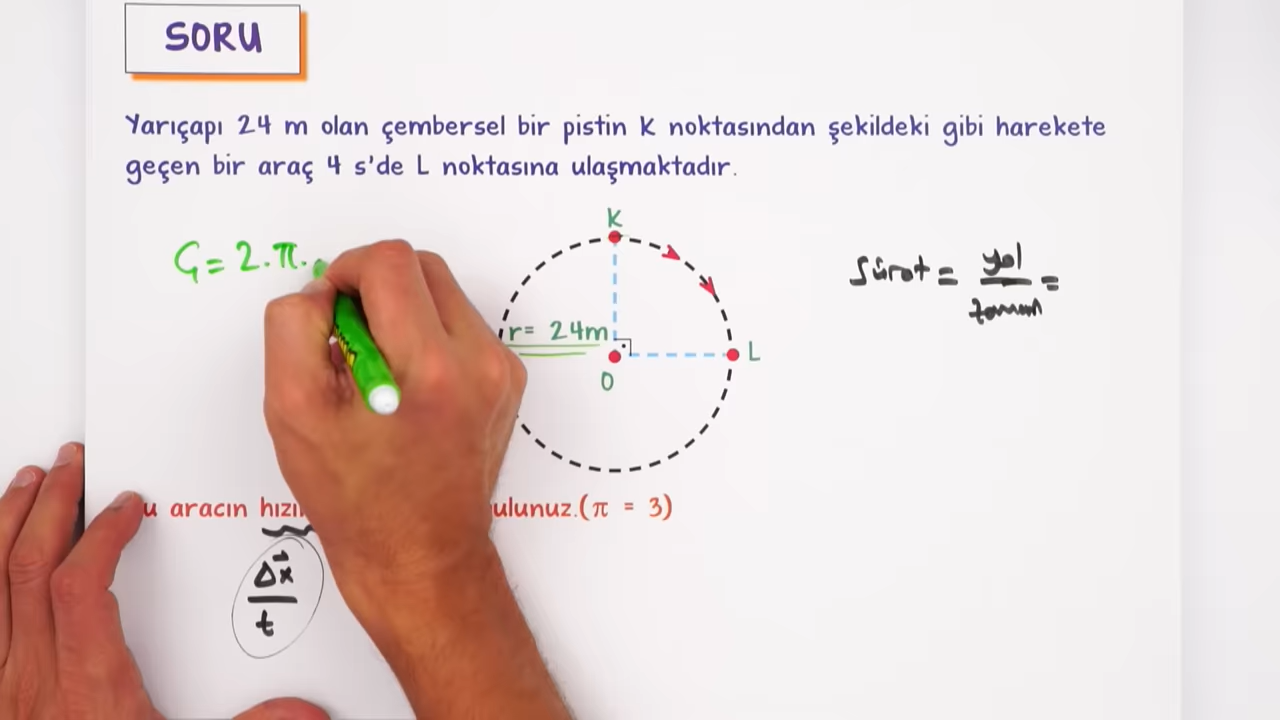 SORU
Yarıçapı 24 m olan çembersel bir pistin K noktasından şekildeki gibi harekete
geçen bir araç 4 s'de L noktasına ulaşmaktadır.
K
Ç = 2.π.
Sürat = yol =
zaman
r= 24m
L
O
u aracın hızı ulunuz.(π = 3)
Δx
t